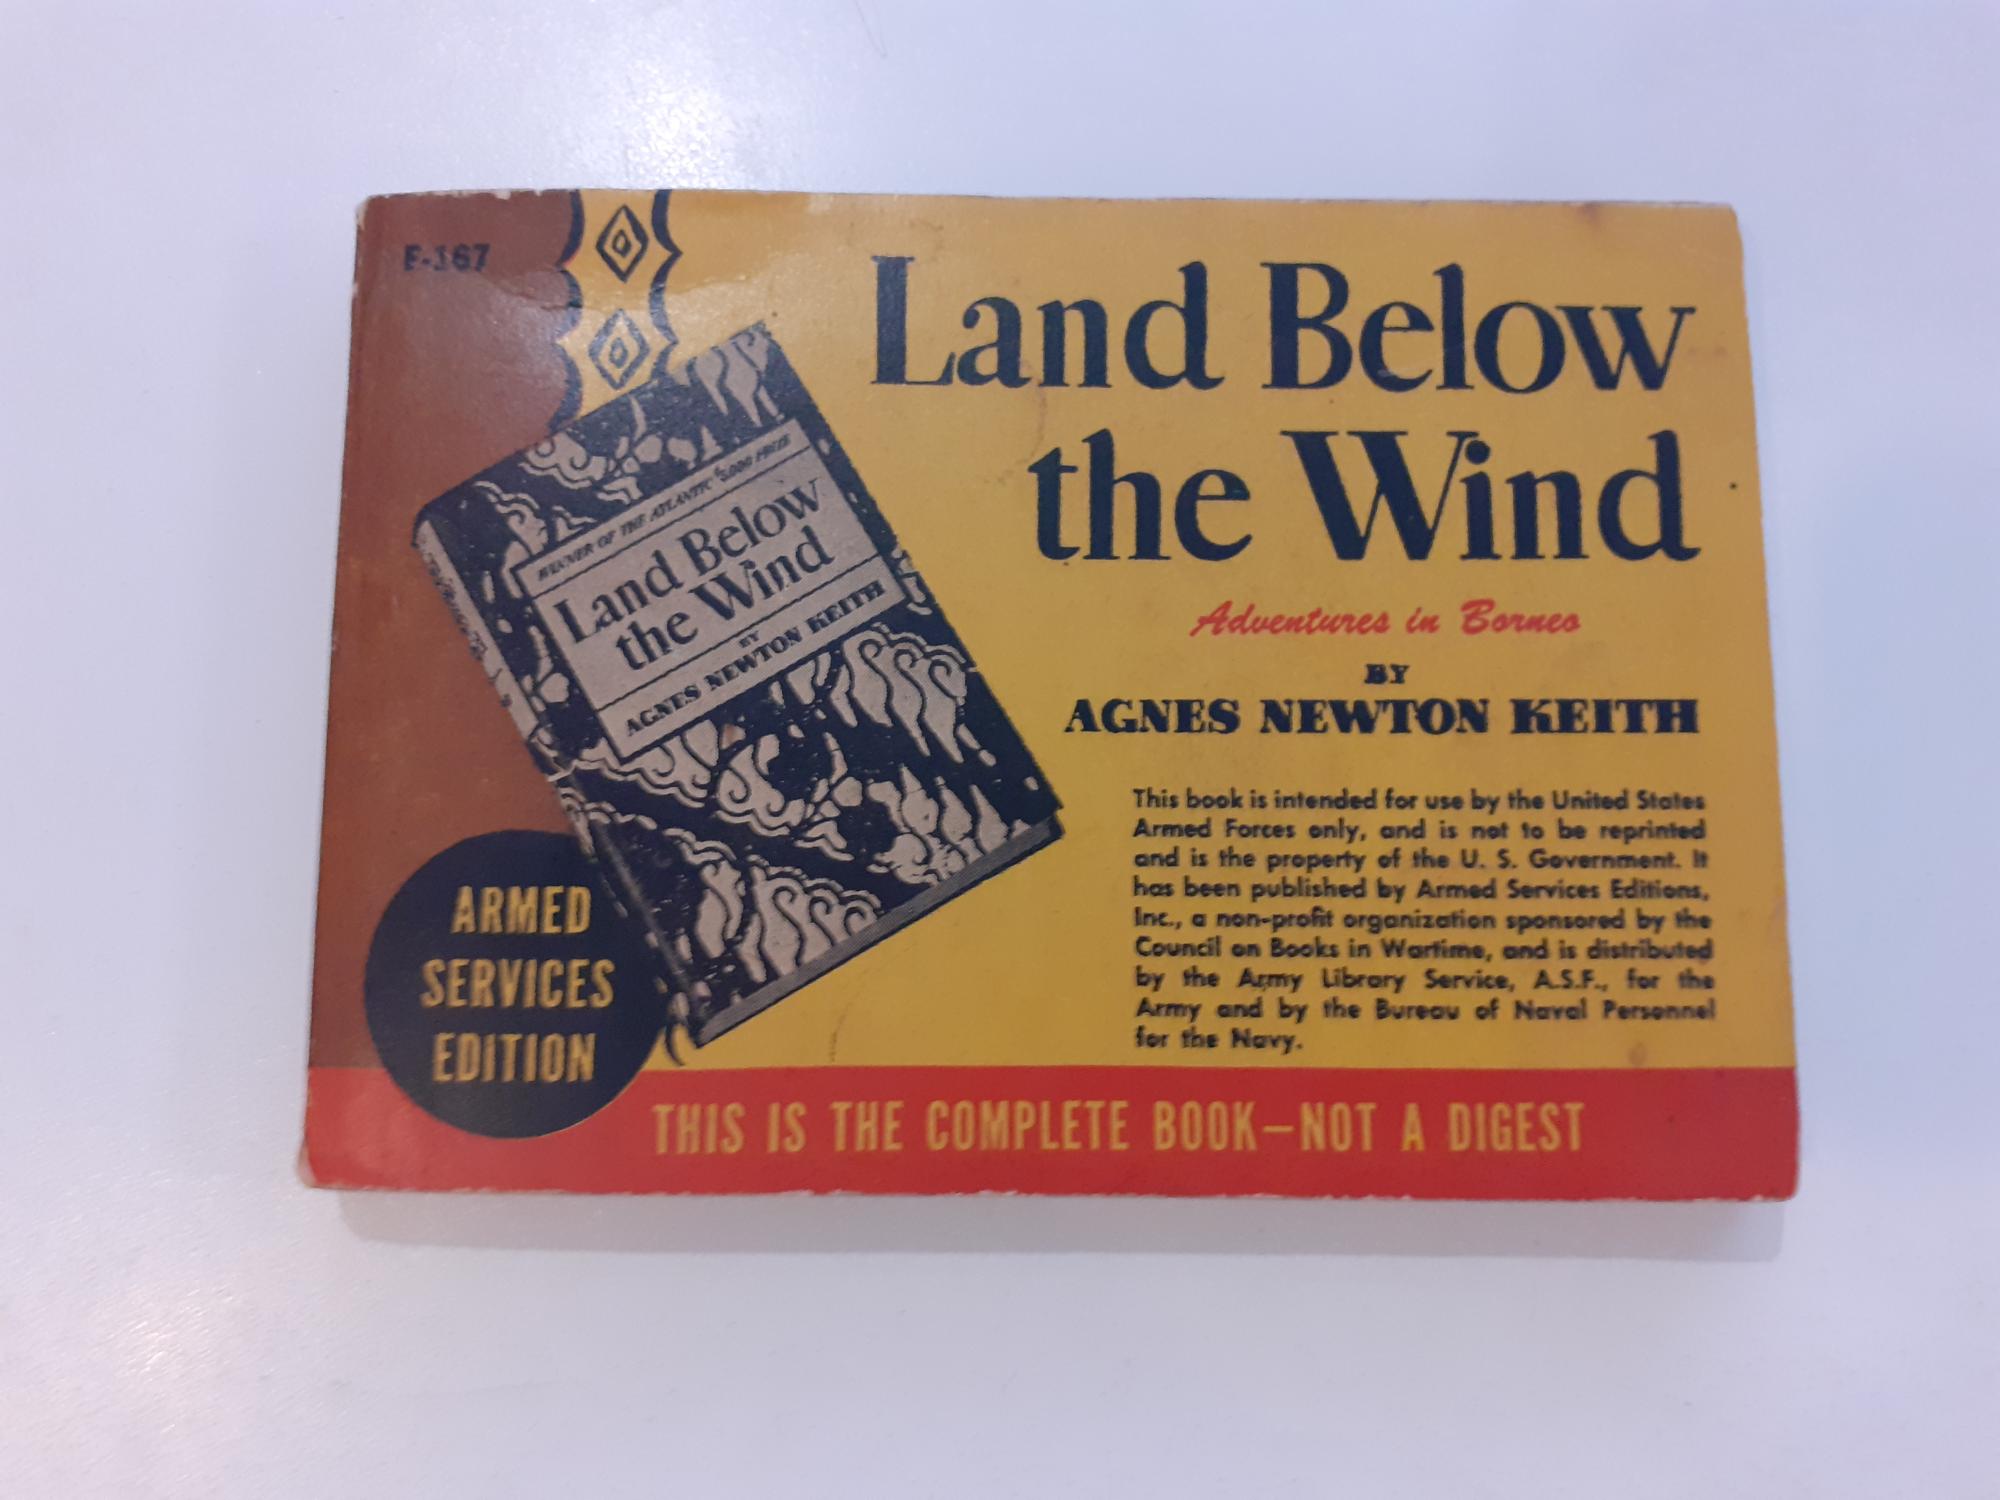 E-167
Land Below
the Wind
Adventures in Borneo
BY
AGNES NEWTON KEITH
WINNER OF THE ATLANTIC $5,000 PRIZE
Land Below
the Wind
BY
AGNES NEWTON KEITH
This book is intended for use by the United States
Armed Forces only, and is not to be reprinted
and is the property of the U. S. Government. It
has been published by Armed Services Editions,
Inc., a non-profit organization sponsored by the
Council on Books in Wartime, and is distributed
by the Army Library Service, A.S.F., for the
Army and by the Bureau of Naval Personnel
for the Navy.
ARMED
SERVICES
EDITION
THIS IS THE COMPLETE BOOK—NOT A DIGEST